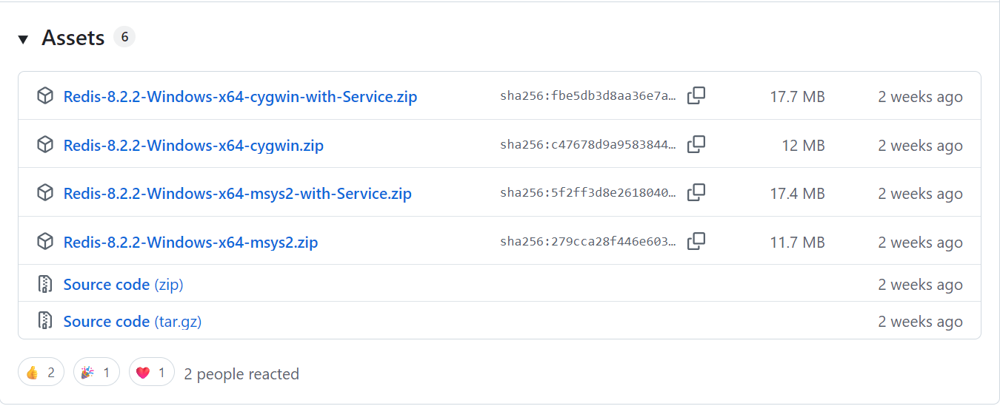 Assets 6
Redis-8.2.2-Windows-x64-cygwin-with-Service.zip sha256:fbe5db3d8aa36e7a… 17.7 MB 2 weeks ago
Redis-8.2.2-Windows-x64-cygwin.zip sha256:c47678d9a9583844… 12 MB 2 weeks ago
Redis-8.2.2-Windows-x64-msys2-with-Service.zip sha256:5f2ff3d8e2618040… 17.4 MB 2 weeks ago
Redis-8.2.2-Windows-x64-msys2.zip sha256:279cca28f446e603… 11.7 MB 2 weeks ago
Source code (zip) 2 weeks ago
Source code (tar.gz) 2 weeks ago
👍 2 🎉 1 ❤️ 1 2 people reacted